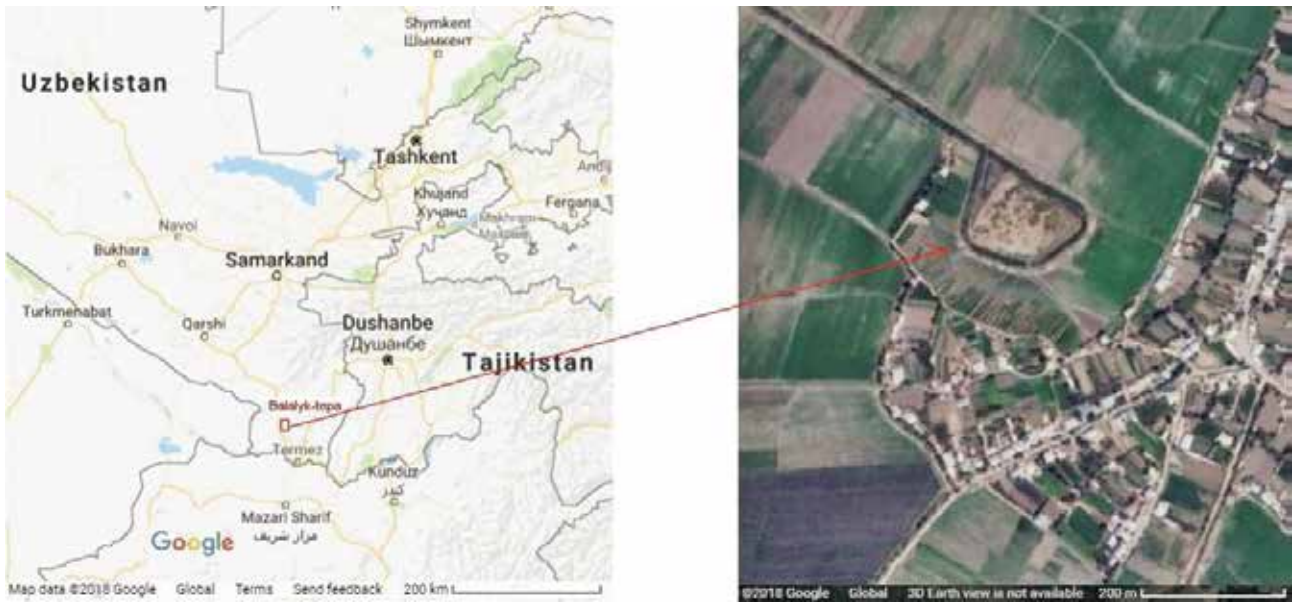 Shymkent
Шымкент
Uzbekistan
Tashkent
Khujand
Хучанд
Fergana
Navoi
Bukhara
Samarkand
Turkmenabat
Qarshi
Dushanbe
Душанбе
Tajikistan
Balalyk-tepa
Termez
Kunduz
کندز
Mazari Sharif
مزار شریف
Google
Map data ©2018 Google Global Terms Send feedback 200 km
©2018 Google Global 3D Earth view is not available 200 m